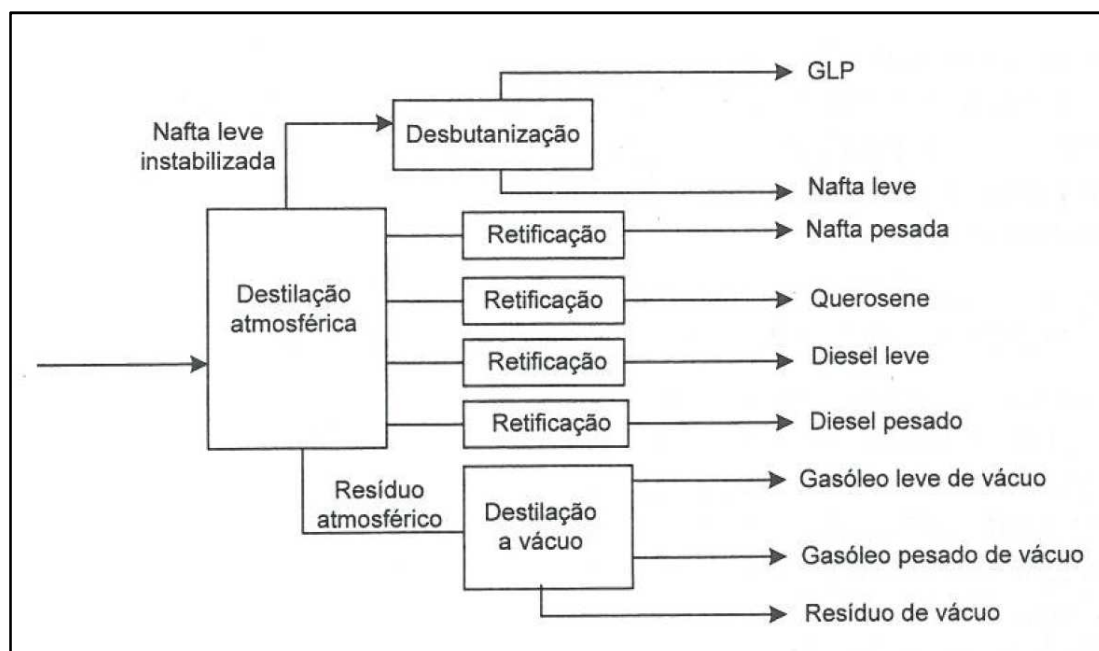 GLP
Nafta leve
instabilizada
Desbutanização
Nafta leve
Retificação
Nafta pesada
Destilação
atmosférica
Retificação
Querosene
Retificação
Diesel leve
Retificação
Diesel pesado
Resíduo
atmosférico
Destilação
a vácuo
Gasóleo leve de vácuo
Gasóleo pesado de vácuo
Resíduo de vácuo